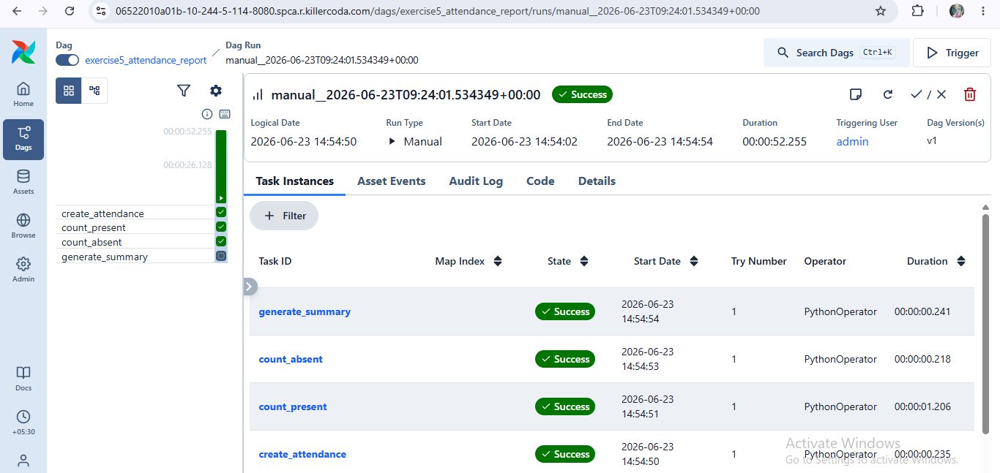 06522010a01b-10-244-5-114-8080.spca.r.killercoda.com/dags/exercise5_attendance_report/runs/manual__2026-06-23T09:24:01.534349+00:00
Dag
exercise5_attendance_report
/
Dag Run
manual__2026-06-23T09:24:01.534349+00:00
Search Dags Ctrl+K
Trigger
Home
Dags
Assets
Browse
Admin
Docs
+05:30
00:00:52.255
00:00:26.128
create_attendance
count_present
count_absent
generate_summary
manual__2026-06-23T09:24:01.534349+00:00 Success
/
Logical Date Run Type Start Date End Date Duration Triggering User Dag Version(s)
2026-06-23 14:54:50 Manual 2026-06-23 14:54:02 2026-06-23 14:54:54 00:00:52.255 admin v1
Task Instances Asset Events Audit Log Code Details
+ Filter
Task ID Map Index State Start Date Try Number Operator Duration
generate_summary Success 2026-06-23 14:54:54 1 PythonOperator 00:00:00.241
count_absent Success 2026-06-23 14:54:53 1 PythonOperator 00:00:00.218
count_present Success 2026-06-23 14:54:51 1 PythonOperator 00:00:01.206
create_attendance Success 2026-06-23 14:54:50 1 PythonOperator 00:00:00.235
Activate Windows
Go to Settings to activate Windows.